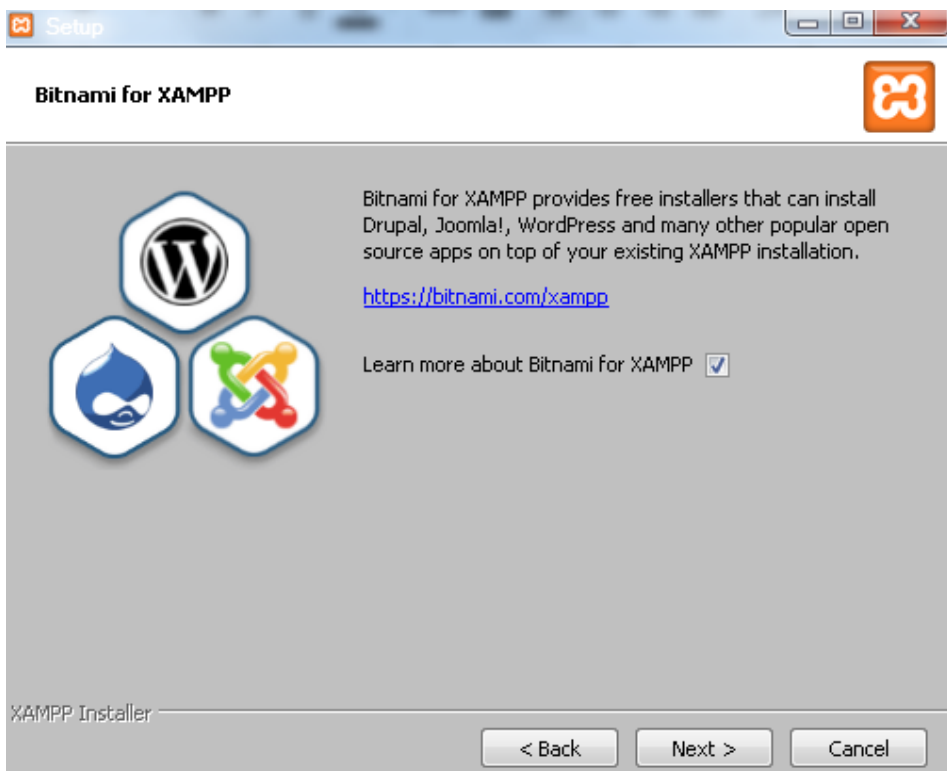 Setup
Bitnami for XAMPP
Bitnami for XAMPP provides free installers that can install
Drupal, Joomla!, WordPress and many other popular open
source apps on top of your existing XAMPP installation.
https://bitnami.com/xampp
Learn more about Bitnami for XAMPP
XAMPP Installer
< Back
Next >
Cancel